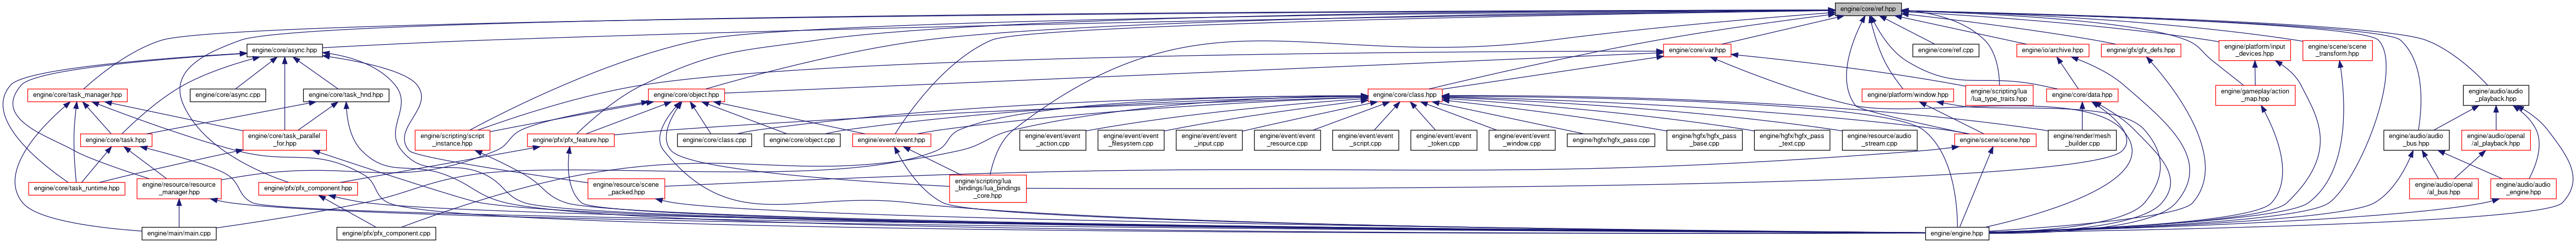 engine/core/ref.hpp
engine/core/async.hpp
engine/core/var.hpp
engine/core/ref.cpp
engine/io/archive.hpp
engine/gfx/gfx_defs.hpp
engine/platform/input
_devices.hpp
engine/scene/scene
_transform.hpp
engine/core/task_manager.hpp
engine/core/async.cpp
engine/core/task_hnd.hpp
engine/core/object.hpp
engine/core/class.hpp
engine/platform/window.hpp
engine/scripting/lua
/lua_type_traits.hpp
engine/core/data.hpp
engine/gameplay/action
_map.hpp
engine/audio/audio
_playback.hpp
engine/core/task.hpp
engine/core/task_parallel
_for.hpp
engine/scripting/script
_instance.hpp
engine/pfx/pfx_feature.hpp
engine/core/class.cpp
engine/core/object.cpp
engine/event/event.hpp
engine/event/event
_action.cpp
engine/event/event
_filesystem.cpp
engine/event/event
_input.cpp
engine/event/event
_resource.cpp
engine/event/event
_script.cpp
engine/event/event
_token.cpp
engine/event/event
_window.cpp
engine/hgfx/hgfx_pass.cpp
engine/hgfx/hgfx_pass
_base.cpp
engine/hgfx/hgfx_pass
_text.cpp
engine/resource/audio
_stream.cpp
engine/scene/scene.hpp
engine/render/mesh
_builder.cpp
engine/audio/audio
_bus.hpp
engine/audio/openal
/al_playback.hpp
engine/core/task_runtime.hpp
engine/resource/resource
_manager.hpp
engine/pfx/pfx_component.hpp
engine/resource/scene
_packed.hpp
engine/scripting/lua
_bindings/lua_bindings
_core.hpp
engine/audio/openal
/al_bus.hpp
engine/audio/audio
_engine.hpp
engine/main/main.cpp
engine/pfx/pfx_component.cpp
engine/engine.hpp